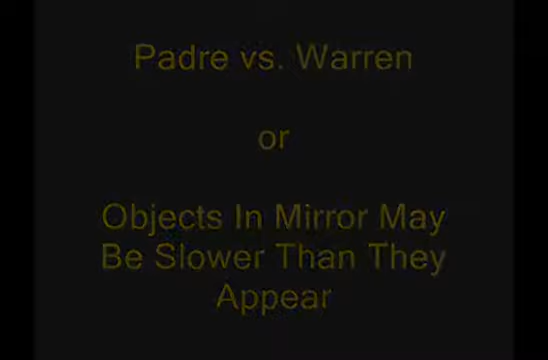 Padre vs. Warren
or
Objects In Mirror May
Be Slower Than They
Appear